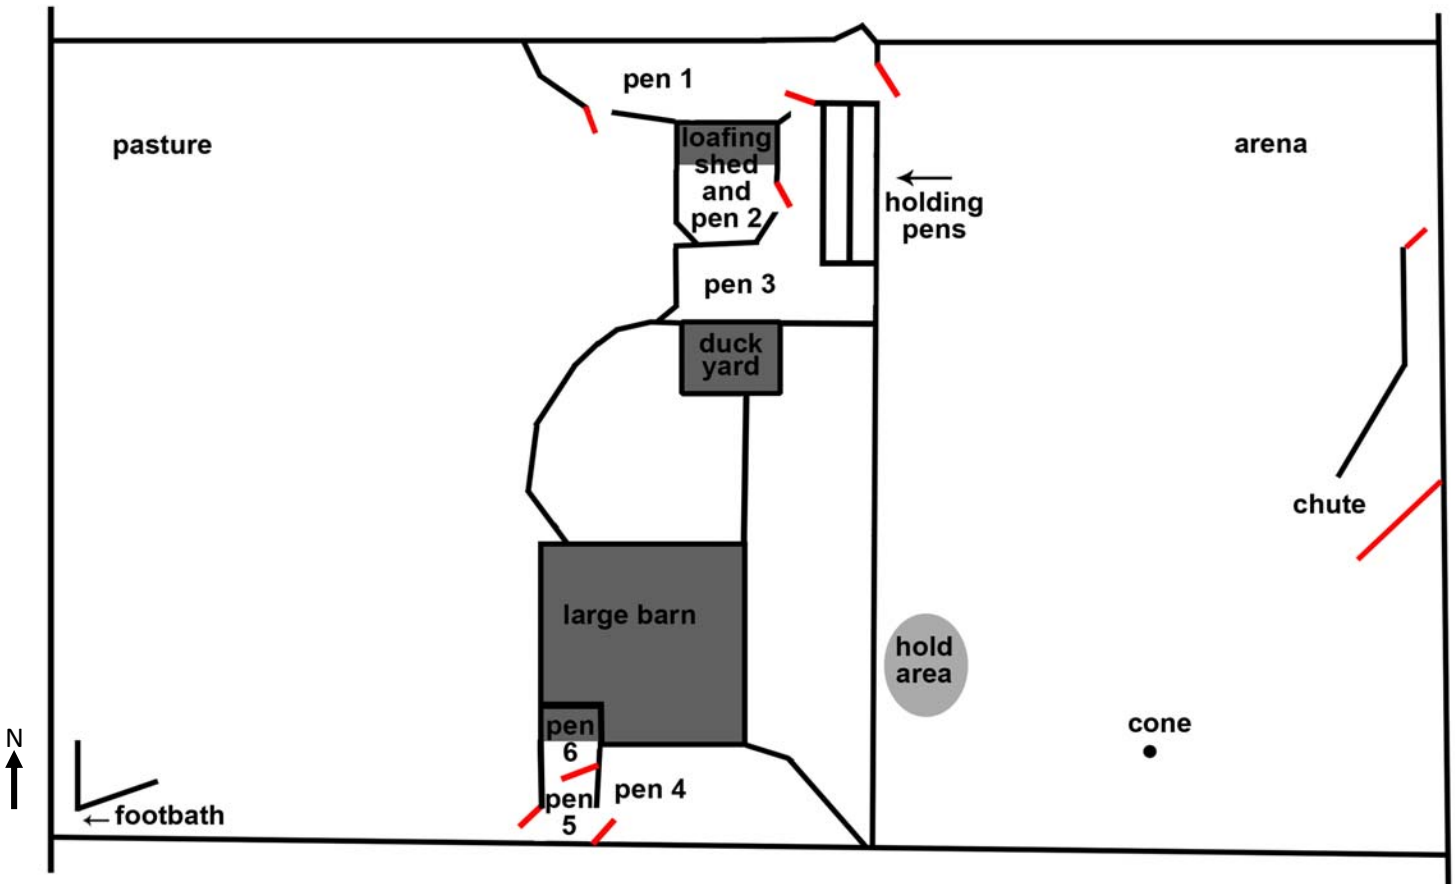 pen 1
pasture
loafing
shed
and
pen 2
arena
←
holding
pens
pen 3
duck
yard
chute
large barn
hold
area
cone
N
pen
6
pen 4
pen
5
←footbath